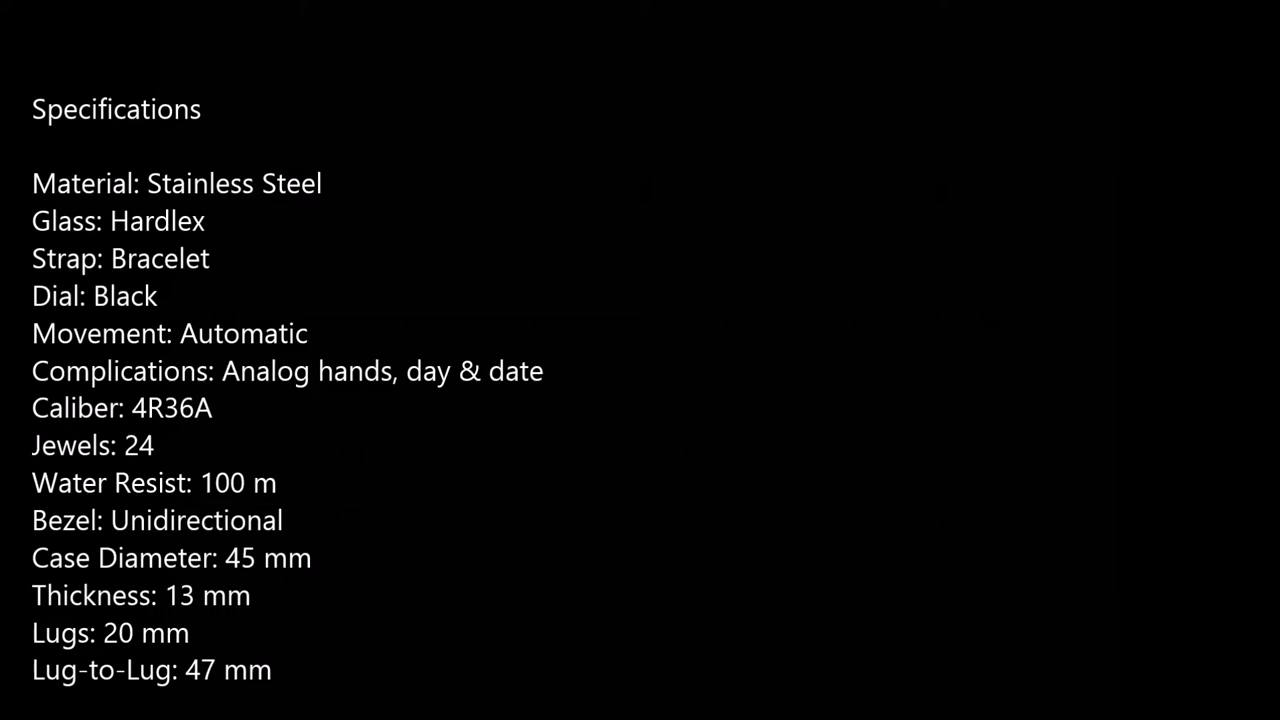 Specifications
Material: Stainless Steel
Glass: Hardlex
Strap: Bracelet
Dial: Black
Movement: Automatic
Complications: Analog hands, day & date
Caliber: 4R36A
Jewels: 24
Water Resist: 100 m
Bezel: Unidirectional
Case Diameter: 45 mm
Thickness: 13 mm
Lugs: 20 mm
Lug-to-Lug: 47 mm